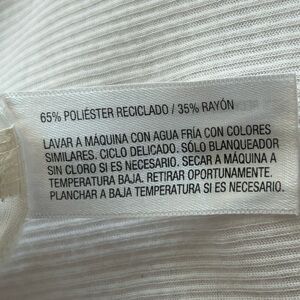 65% POLIÉSTER RECICLADO / 35% RAYÓN
LAVAR A MÁQUINA CON AGUA FRÍA CON COLORES
SIMILARES. CICLO DELICADO. SÓLO BLANQUEADOR
SIN CLORO SI ES NECESARIO. SECAR A MÁQUINA A
TEMPERATURA BAJA. RETIRAR OPORTUNAMENTE.
PLANCHAR A BAJA TEMPERATURA SI ES NECESARIO.